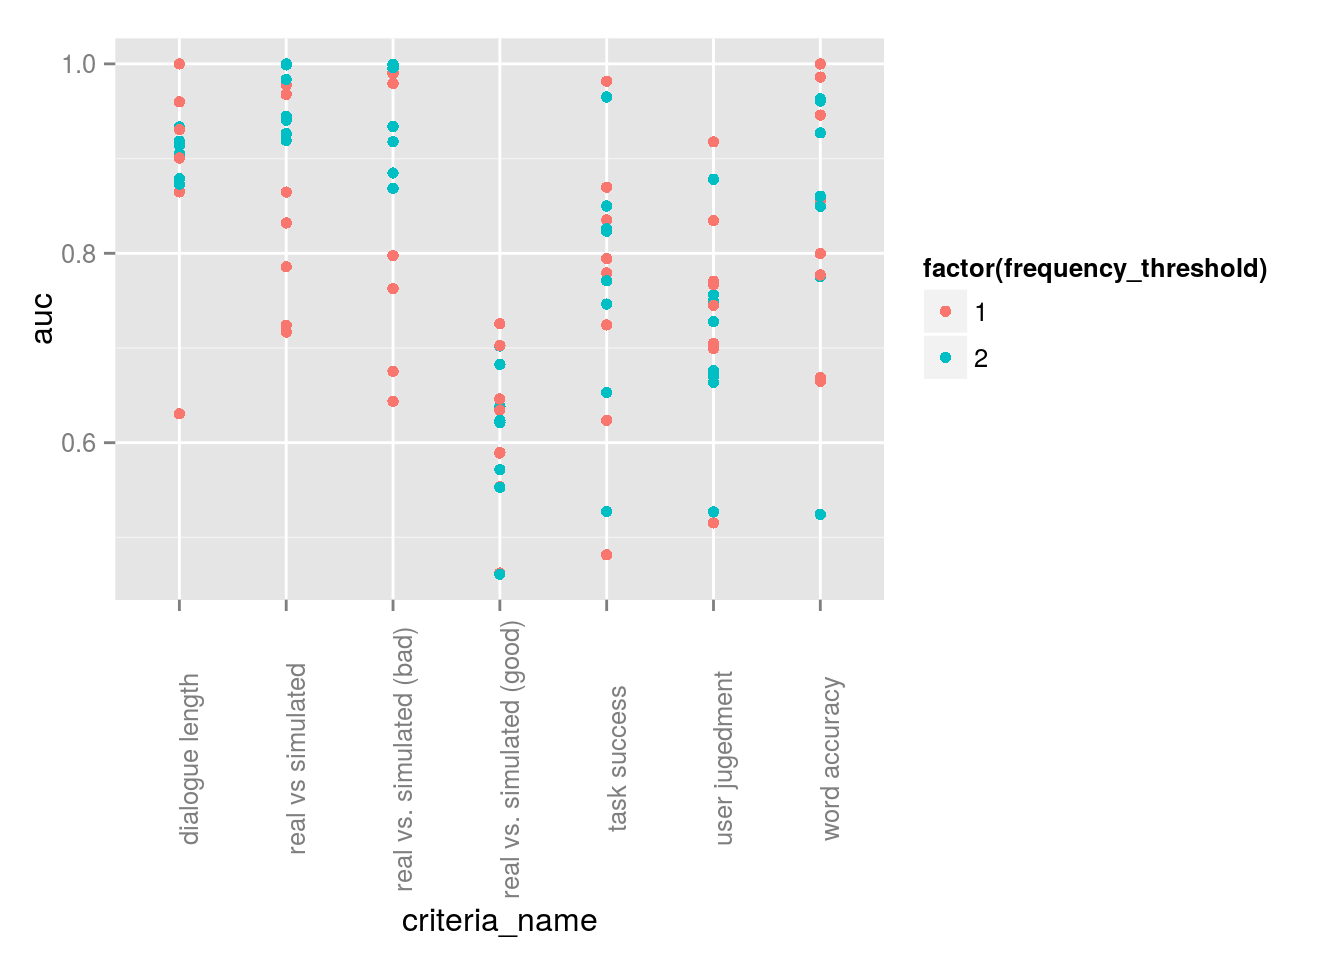 1.0
0.8
0.6
auc
dialogue length
real vs simulated
real vs. simulated (bad)
real vs. simulated (good)
task success
user jugedment
word accuracy
criteria_name
factor(frequency_threshold)
1
2